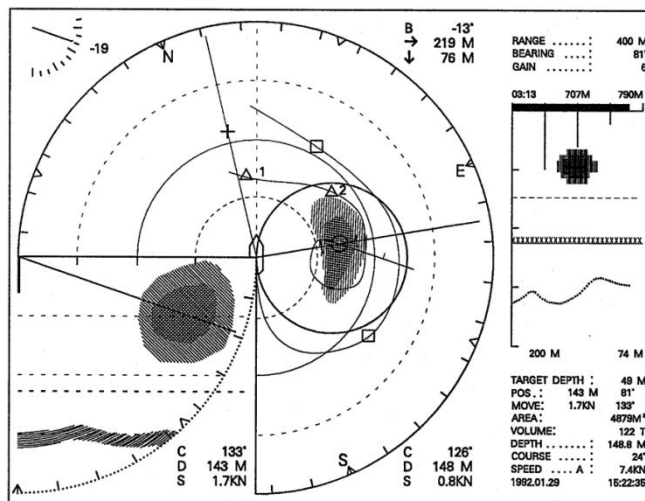 -19
N
B -13°
→ 219 M
↓ 76 M
1
2
E
S
C 133°
D 143 M
S 1.7KN
C 126°
D 148 M
S 0.8KN
RANGE ...... : 400 M
BEARING .... : 81°
GAIN ....... : 6
03:13 707M 790M
XXXXXXXXXXXXXXXXXXXXXXXX
200 M 74 M
TARGET DEPTH : 49 M
POS. : 143 M 81°
MOVE: 1.7KN 133°
AREA: 4879M²
VOLUME: 122 T
DEPTH ...... : 148.8 M
COURSE ..... : 24°
SPEED .... A : 7.4KN
1992.01.29 15:22:35